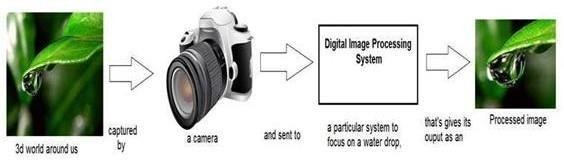 3d world around us
captured
by
a camera
and sent to
Digital Image Processing
System
a particular system to
focus on a water drop,
that's gives its
ouput as an
Processed image